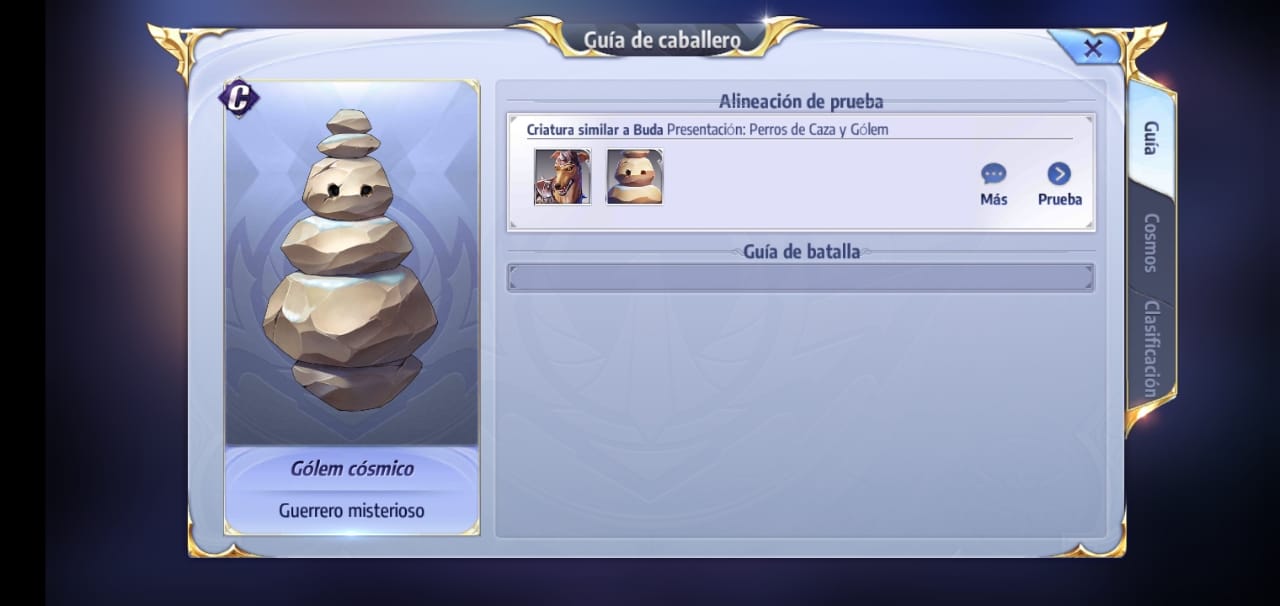 Guía de caballero
C
Alineación de prueba
Criatura similar a Buda Presentación: Perros de Caza y Gólem
Más
Prueba
Guía de batalla
Gólem cósmico
Guerrero misterioso
Guía
Cosmos
Clasificación